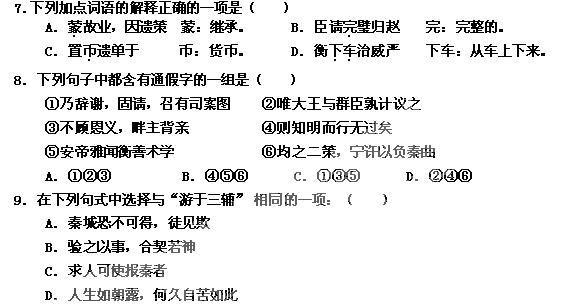 7.下列加点词语的解释正确的一项是( )
A. 蒙故业，因遗策 蒙：继承。 B. 臣请完璧归赵 完：完整的。
C. 置币遗单于 币：货币。 D. 衡下车治威严 下车：从车上下来。
8. 下列句子中都含有通假字的一组是( )
①乃辞谢，固请，召有司案图 ②唯大王与群臣孰计议之
③不顾恩义，畔主背亲 ④则知明而行无过矣
⑤安帝雅闻衡善术学 ⑥均之二策，宁许以负秦曲
A. ①②③ B. ④⑤⑥ C. ①③⑤ D. ②④⑥
9. 在下列句式中选择与“游于三辅” 相同的一项：( )
A. 秦城恐不可得，徒见欺
B. 验之以事，合契若神
C. 求人可使报秦者
D. 人生如朝露，何久自苦如此